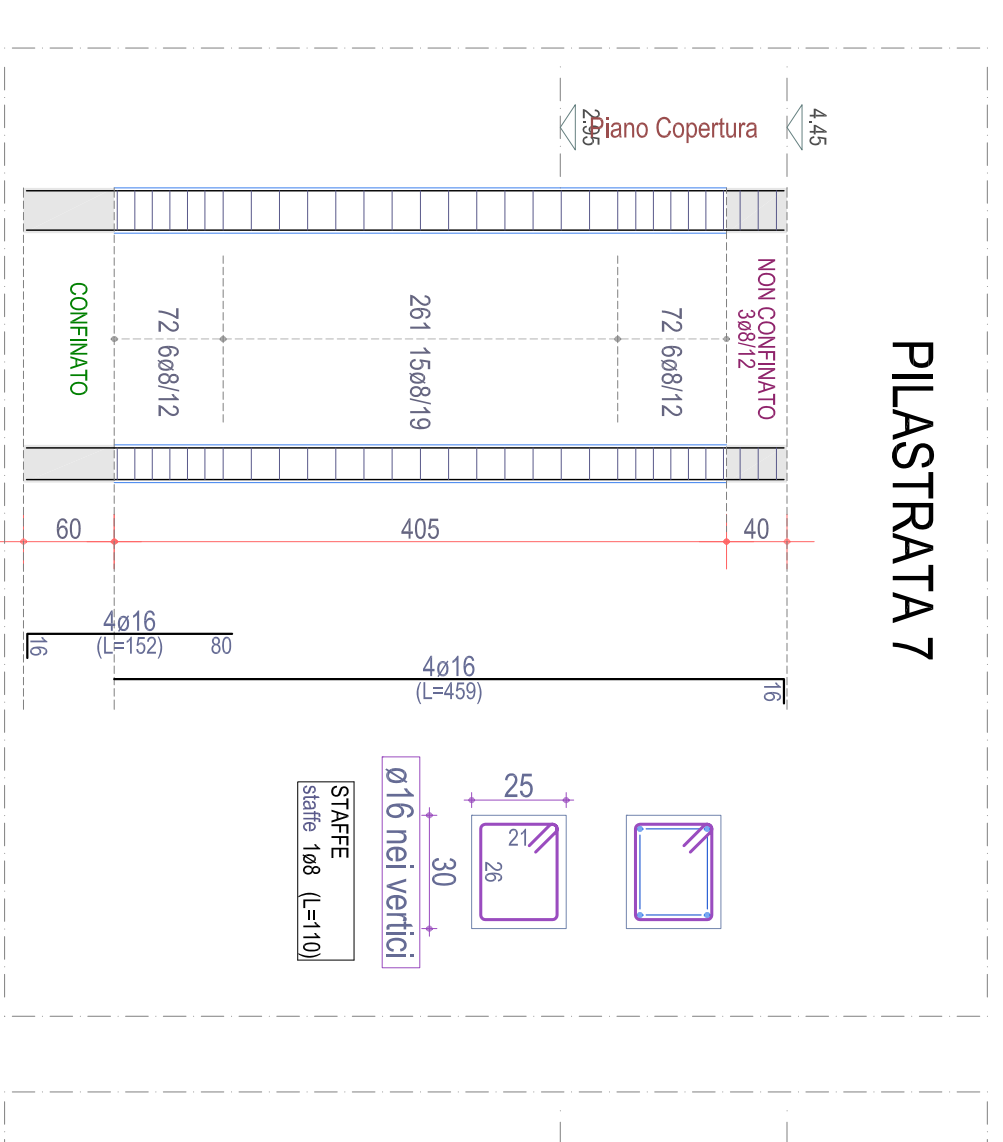 PILASTRATA 7
4.45
2.95
Piano Copertura
NON CONFINATO
3ø8/12
72 6ø8/12
261 15ø8/19
72 6ø8/12
CONFINATO
60
405
40
4ø16
(L=152)
80
16
4ø16
(L=459)
16
25
30
21
26
ø16 nei vertici
STAFFE
staffe 1ø8 (L=110)